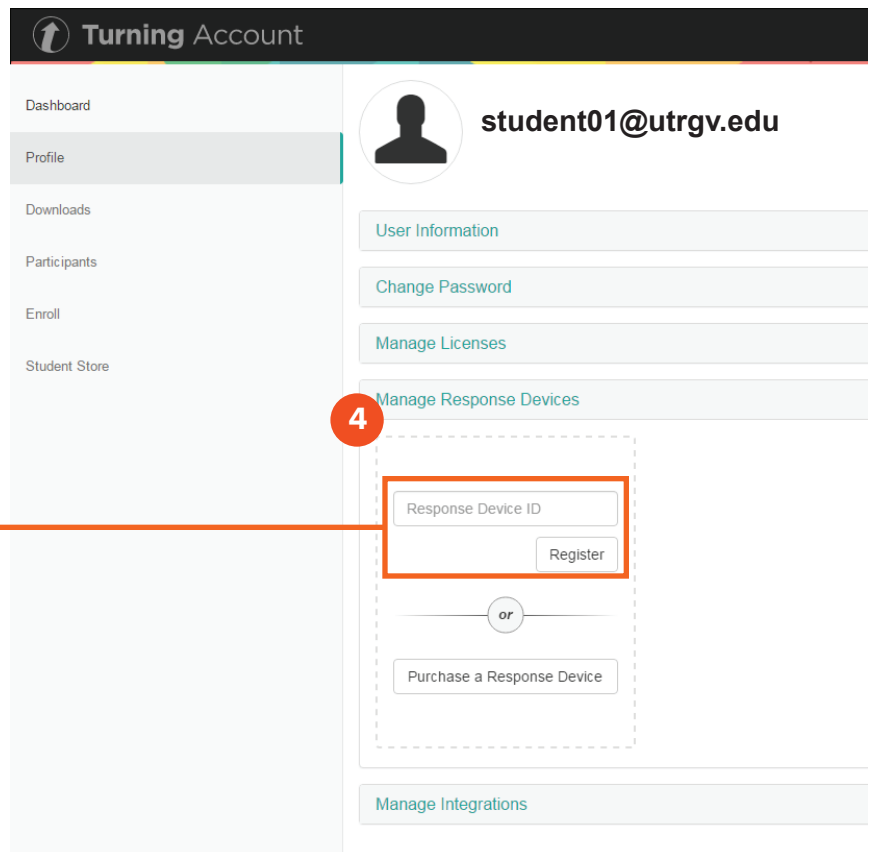 Turning Account
Dashboard
Profile
Downloads
Participants
Enroll
Student Store
student01@utrgv.edu
User Information
Change Password
Manage Licenses
Manage Response Devices
4
Response Device ID
Register
or
Purchase a Response Device
Manage Integrations